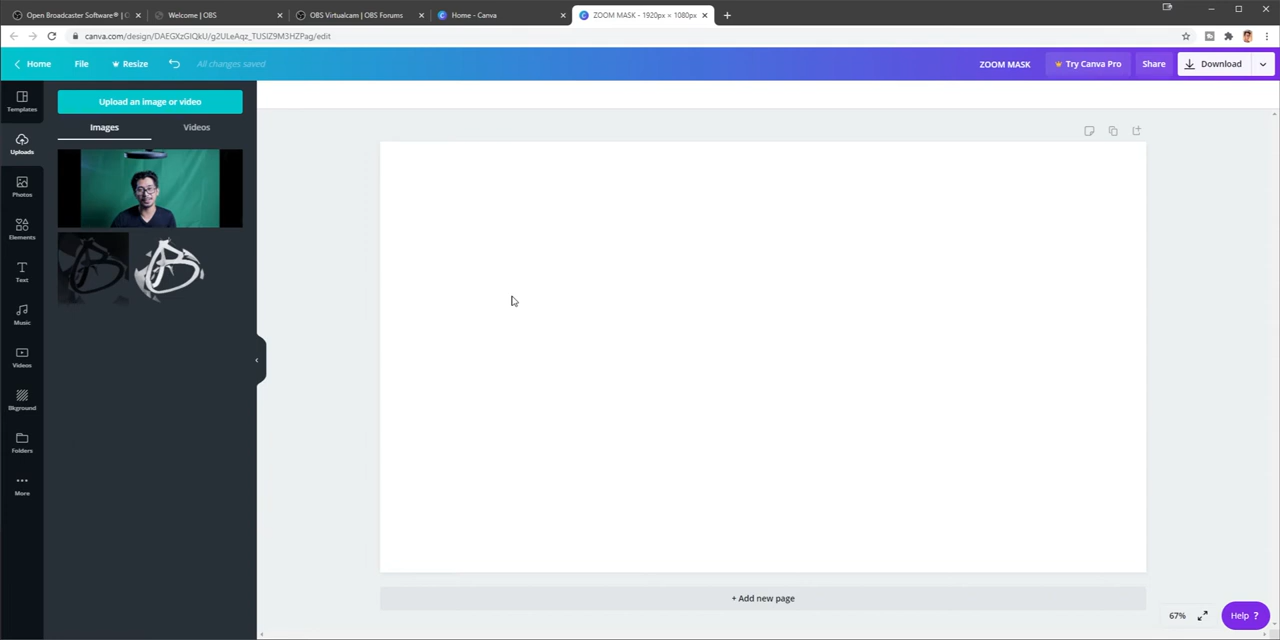 Open Broadcaster Software® | O
Welcome | OBS
OBS Virtualcam | OBS Forums
Home - Canva
ZOOM MASK - 1920px × 1080px
canva.com/design/DAEGXzGIQkU/g2ULeAqz_TUSIZ9M3HZPag/edit
Home
File
Resize
All changes saved
ZOOM MASK
Try Canva Pro
Share
Download
Templates
Uploads
Photos
Elements
Text
Music
Videos
Bkground
Folders
More
Upload an image or video
Images
Videos
+ Add new page
67%
Help ?